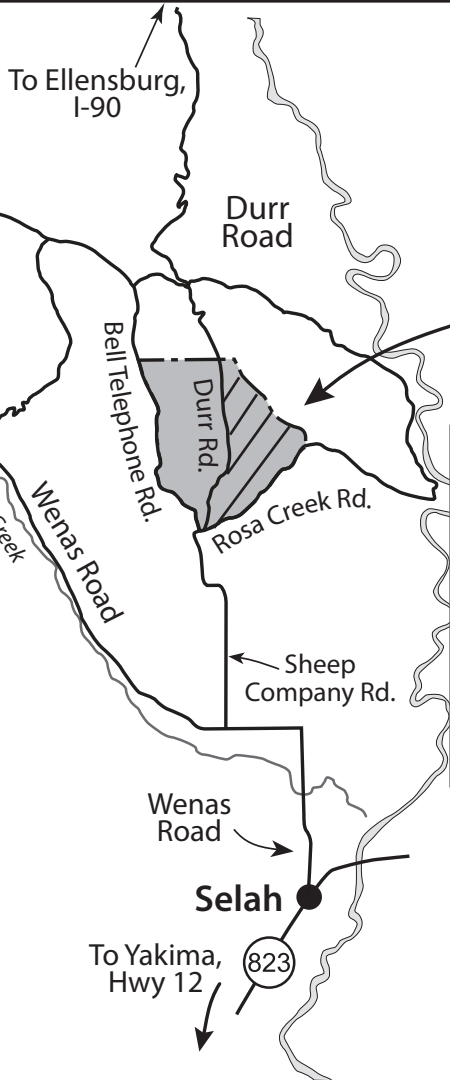 To Ellensburg,
I-90
Durr
Road
Bell Telephone Rd.
Durr Rd.
Rosa Creek Rd.
Wenas Road
Creek
Sheep
Company Rd.
Wenas
Road
Selah
To Yakima,
Hwy 12
823